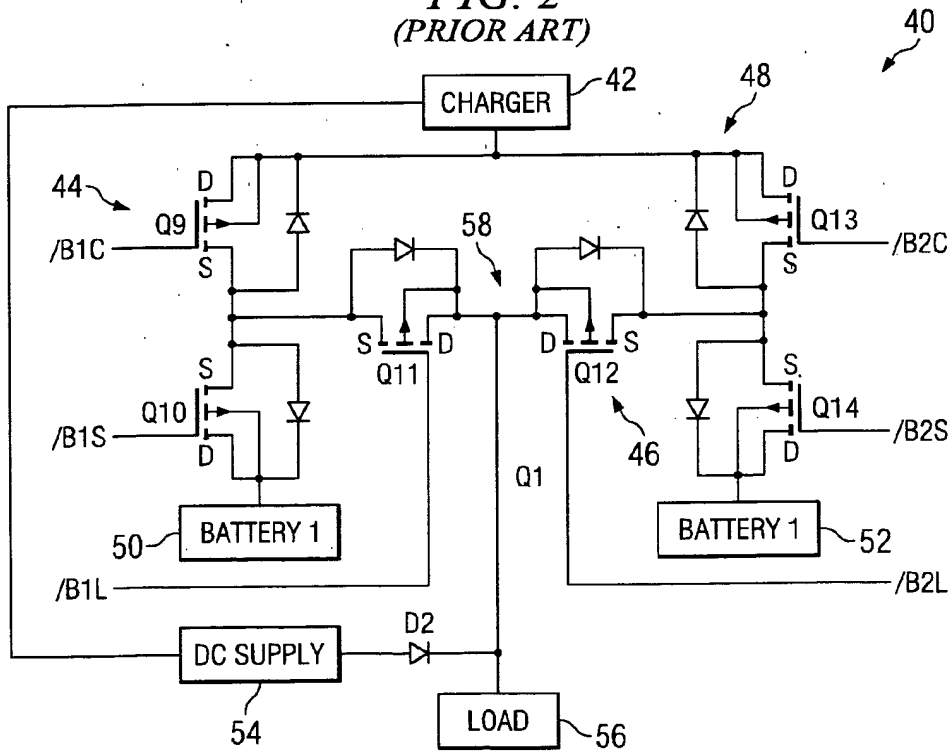 FIG. 2
(PRIOR ART)
40
CHARGER
42
48
44
D
Q9
S
/B1C
58
D
Q13
S
/B2C
S
D
Q11
D
S
Q12
46
S
Q10
D
/B1S
S
Q14
D
/B2S
Q1
BATTERY 1
50
BATTERY 1
52
/B1L
/B2L
D2
DC SUPPLY
54
LOAD
56